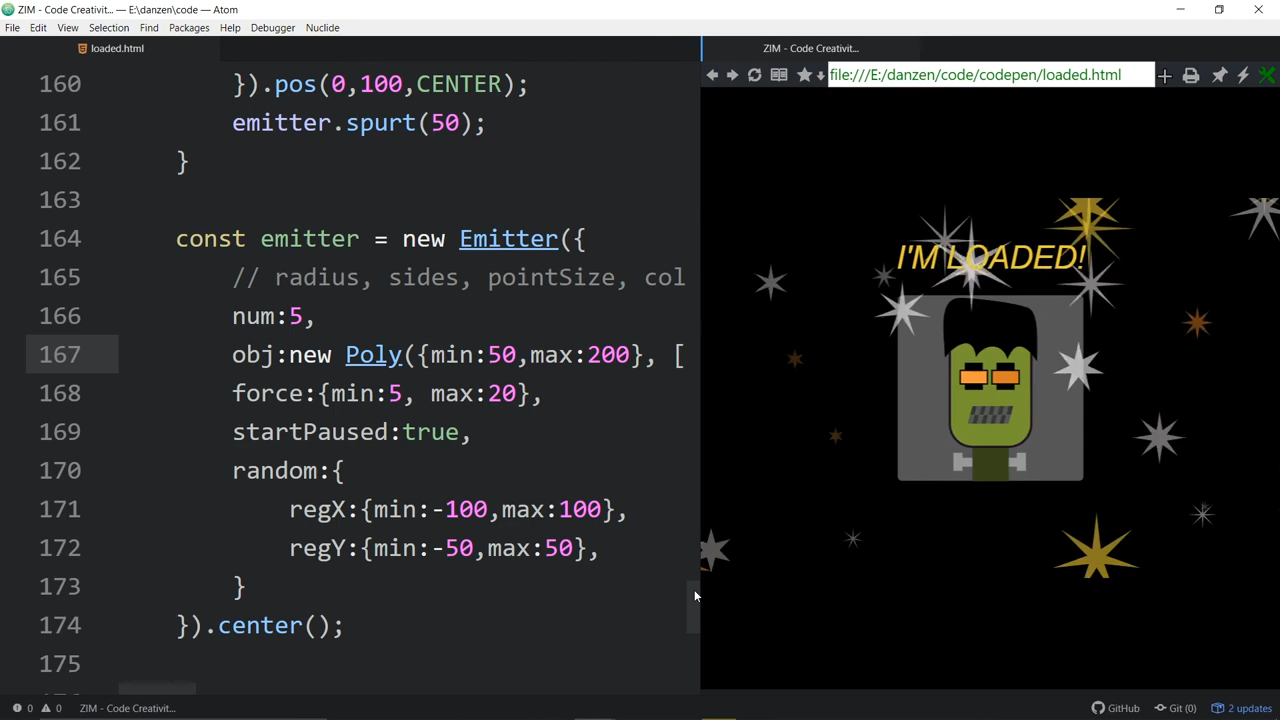 ZIM - Code Creativit... — E:\danzen\code — Atom
File Edit View Selection Find Packages Help Debugger Nuclide
loaded.html
ZIM - Code Creativit...
file:///E:/danzen/code/codepen/loaded.html
160 }).pos(0,100,CENTER);
161 emitter.spurt(50);
162 }
163
164 const emitter = new Emitter({
165 // radius, sides, pointSize, col
166 num:5,
167 obj:new Poly({min:50,max:200}, [
168 force:{min:5, max:20},
169 startPaused:true,
170 random:{
171 regX:{min:-100,max:100},
172 regY:{min:-50,max:50},
173 }
174 }).center();
175
I'M LOADED!
0 0 ZIM - Code Creativit...
GitHub Git (0) 2 updates